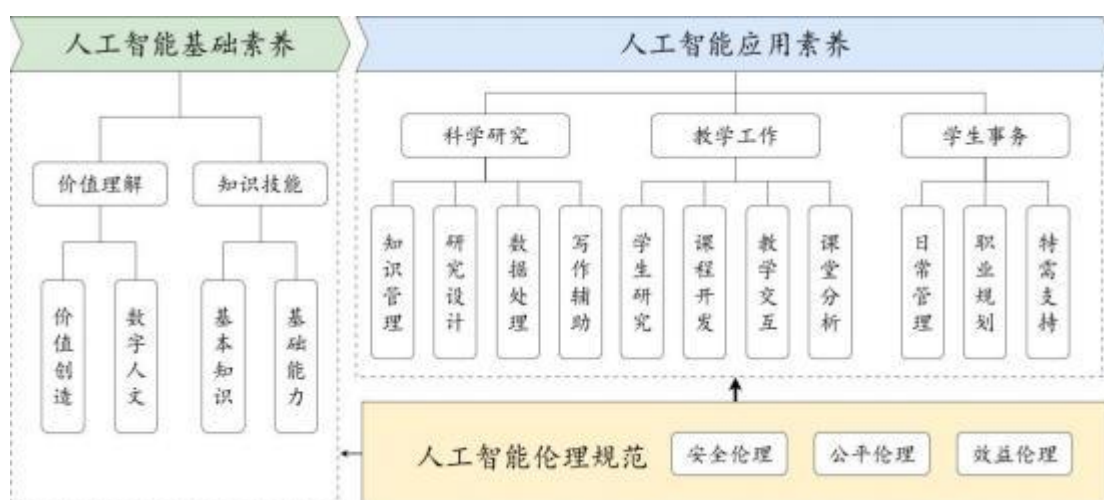 人工智能基础素养
人工智能应用素养
科学研究
教学工作
学生事务
价值理解
知识技能
知识管理
研究设计
数据处理
写作辅助
学生研究
课程开发
教学交互
课堂分析
日常管理
职业规划
特需支持
价值创造
数字人文
基本知识
基础能力
人工智能伦理规范
安全伦理
公平伦理
效益伦理